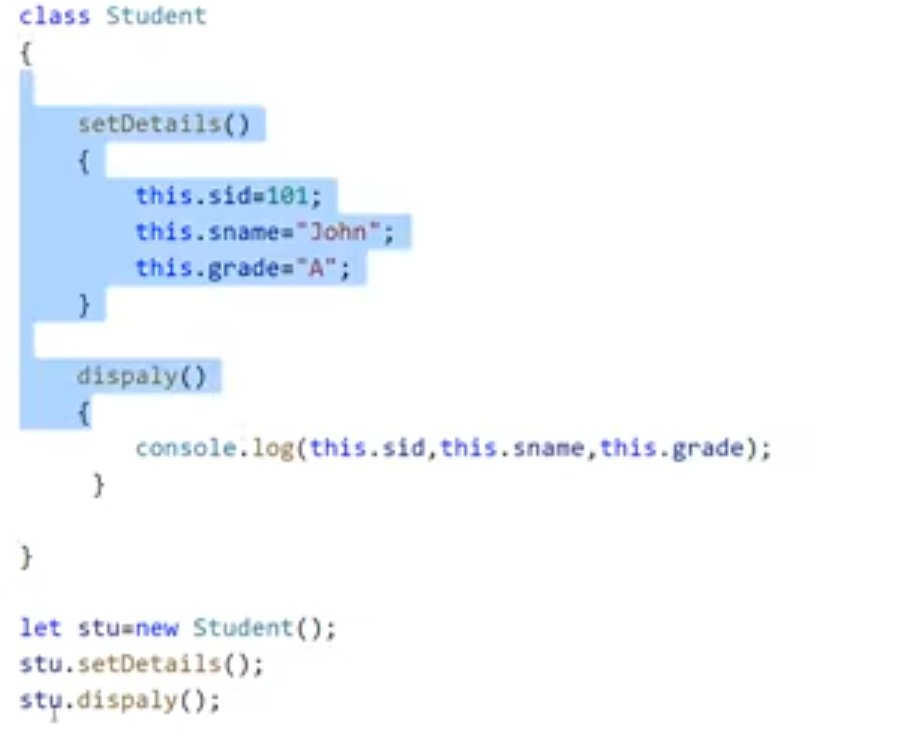 class Student
{
setDetails()
{
this.sid=101;
this.sname="John";
this.grade="A";
}
dispaly()
{
console.log(this.sid,this.sname,this.grade);
}
}
let stu=new Student();
stu.setDetails();
stu.dispaly();